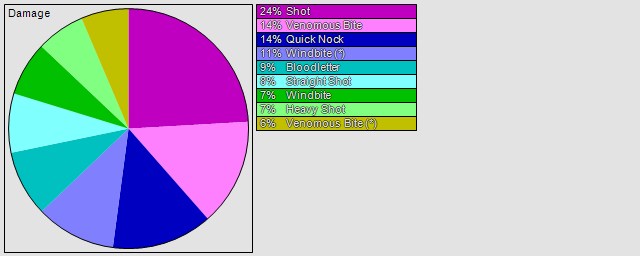 Damage
24% Shot
14% Venomous Bite
14% Quick Nock
11% Windbite (*)
9% Bloodletter
8% Straight Shot
7% Windbite
7% Heavy Shot
6% Venomous Bite (*)